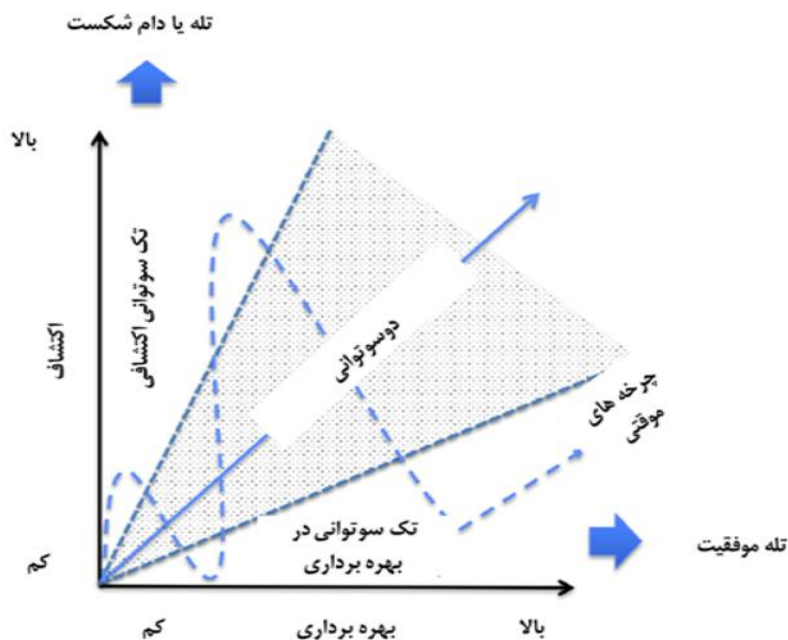 تله یا دام شکست
بالا
تک سوتوانی اکتشافی
اکتشاف
دوسوتوانی
چرخه های
موقتی
تک سوتوانی در
بهره برداری
تله موفقیت
کم
کم
بهره برداری
بالا